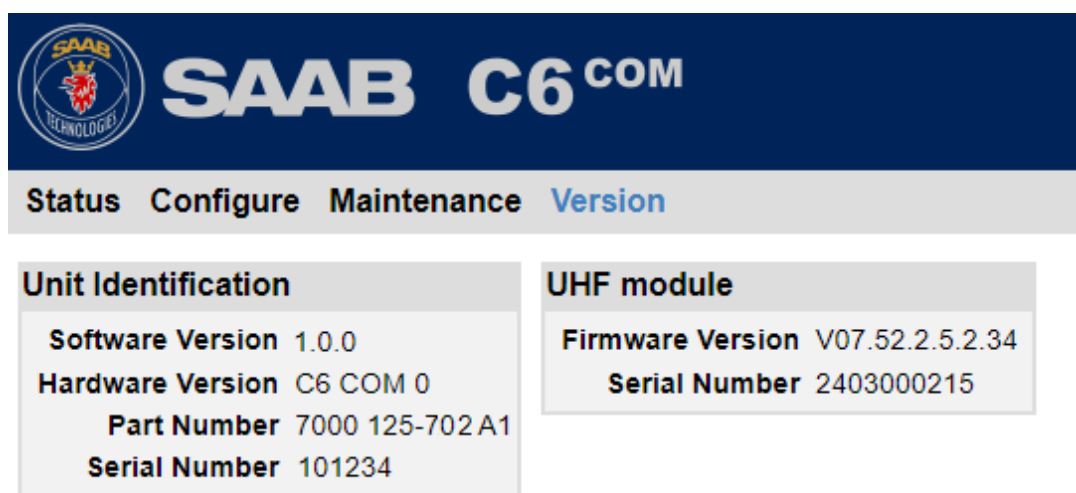 SAAB
TECHNOLOGIES
SAAB C6 COM
Status Configure Maintenance Version
Unit Identification
Software Version 1.0.0
Hardware Version C6 COM 0
Part Number 7000 125-702 A1
Serial Number 101234
UHF module
Firmware Version V07.52.2.5.2.34
Serial Number 2403000215